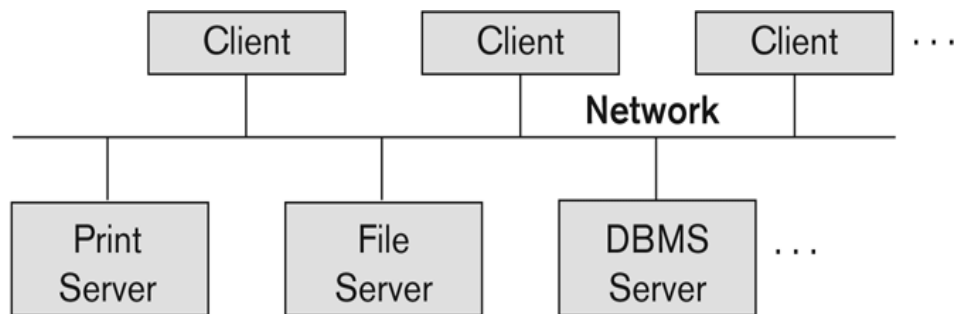 Client Client Client ...
Network
Print File DBMS ...
Server Server Server